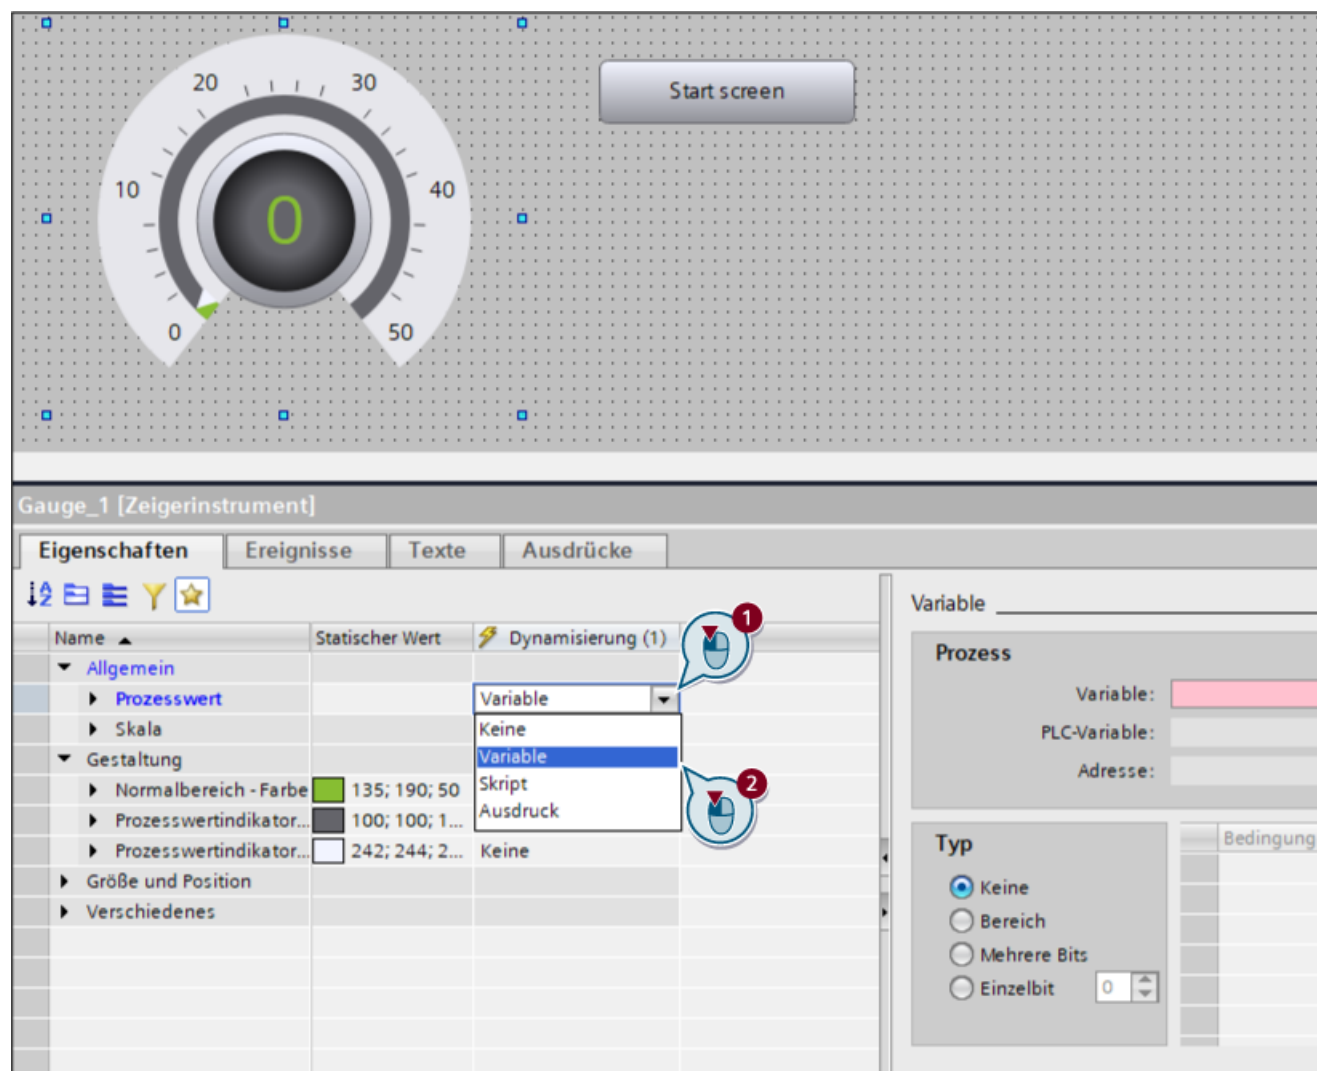 20
30
Start screen
10
40
0
0
50
Gauge_1 [Zeigerinstrument]
Eigenschaften Ereignisse Texte Ausdrücke
Variable
Name Statischer Wert Dynamisierung (1)
1
Prozess
Allgemein
Prozesswert Variable
Variable:
Skala Keine
PLC-Variable:
Gestaltung Variable
Adresse:
Normalbereich - Farbe 135; 190; 50 Skript
2
Prozesswertindikator... 100; 100; 1... Ausdruck
Prozesswertindikator... 242; 244; 2... Keine
Typ
Bedingung
Größe und Position
Keine
Verschiedenes
Bereich
Mehrere Bits
Einzelbit 0